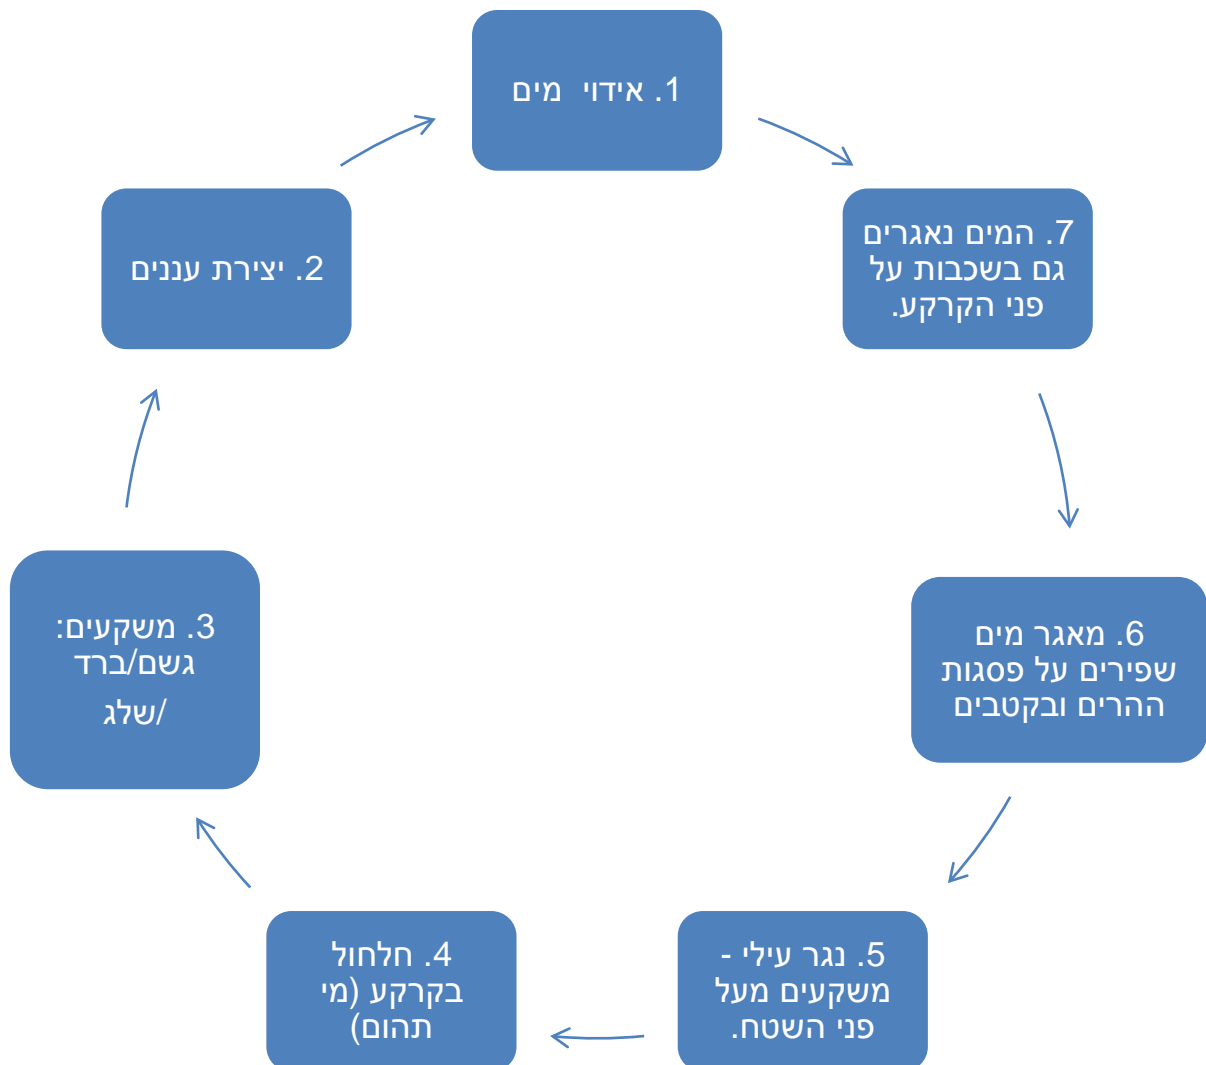 1. אידוי מים
7. המים נאגרים
גם בשכבות על
פני הקרקע.
6. מאגר מים
שפירים על פסגות
ההרים ובקטבים
5. נגר עילי -
משקעים מעל
פני השטח.
4. חלחול
בקרקע (מי
תהום)
3. משקעים:
גשם/ברד
/שלג
2. יצירת עננים